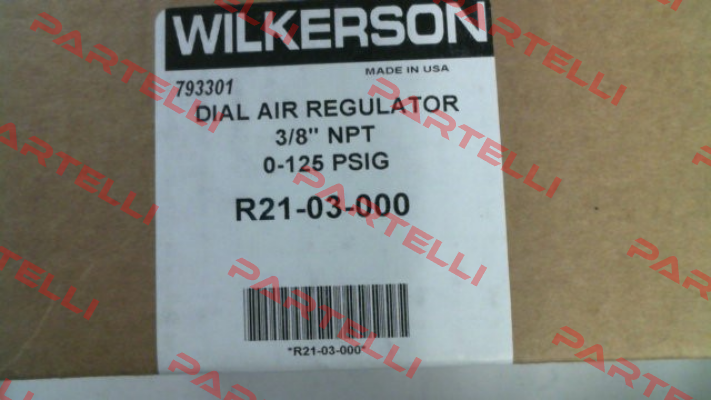 WILKERSON
MADE IN USA
793301
DIAL AIR REGULATOR
3/8" NPT
0-125 PSIG
R21-03-000
*R21-03-000*
PARTELLI
PARTELLI
PARTELLI
PARTELLI
PARTELLI
PARTELLI
PARTELLI
PARTELLI
PARTELLI